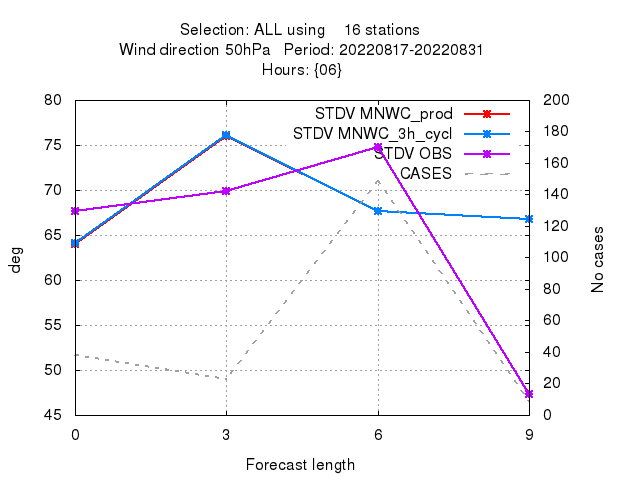 Selection: ALL using 16 stations
Wind direction 50hPa Period: 20220817-20220831
Hours: {06}
80 200
STDV MNWC_prod
180
STDV MNWC_3h_cycl
75
STDV OBS
160
CASES
70
140
65
120
deg
No cases
60
100
80
55
60
50
40
20
45 0
0 3 6 9
Forecast length